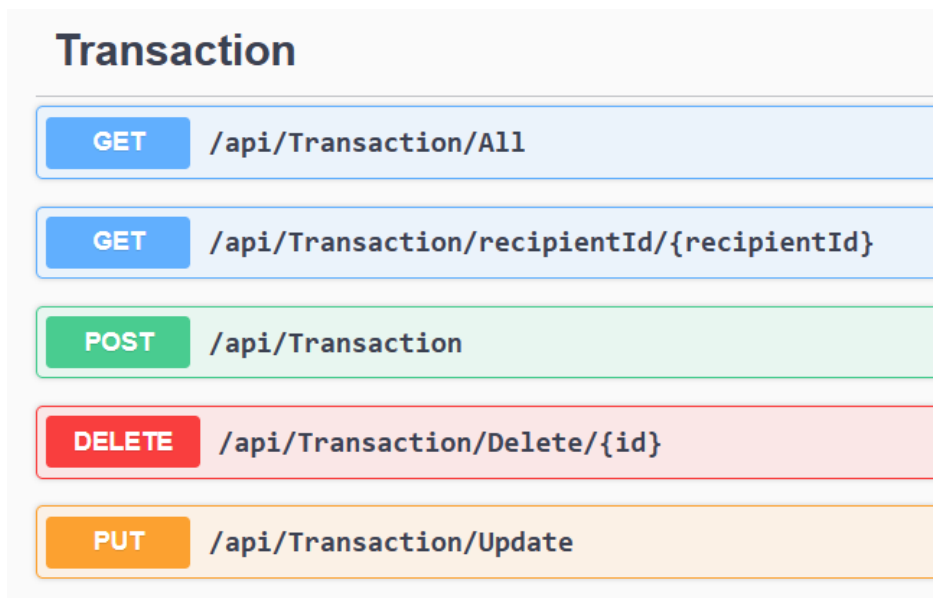 Transaction
GET /api/Transaction/All
GET /api/Transaction/recipientId/{recipientId}
POST /api/Transaction
DELETE /api/Transaction/Delete/{id}
PUT /api/Transaction/Update